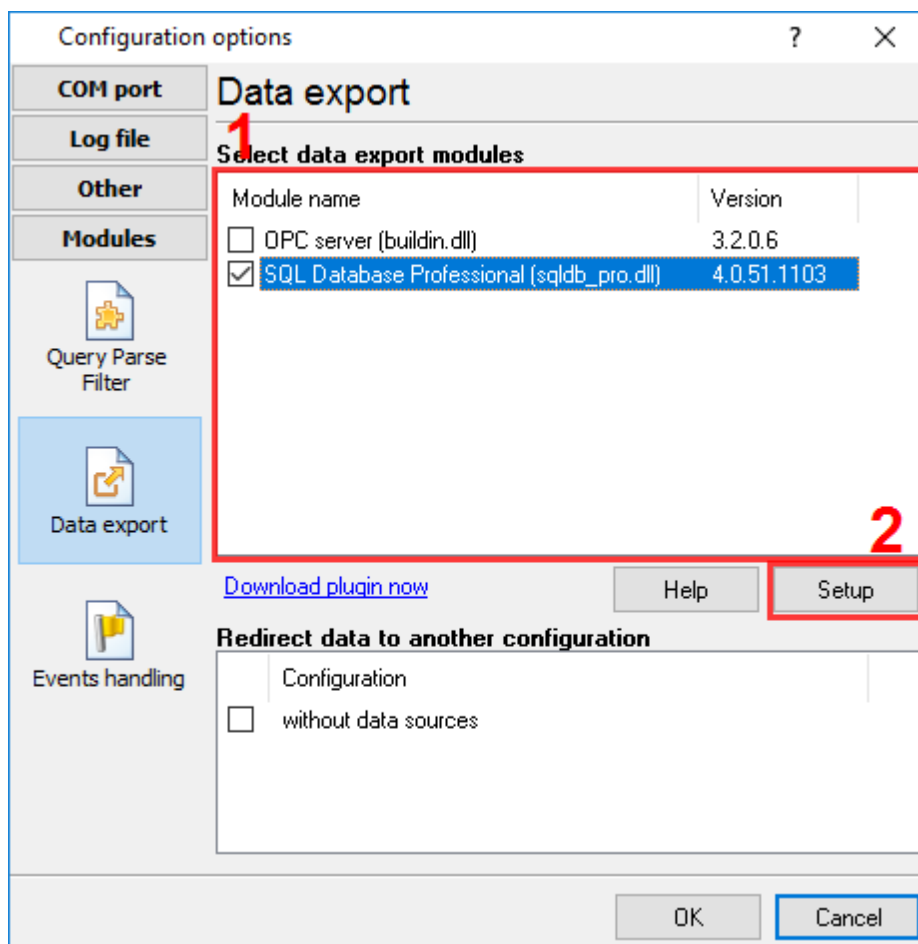 Configuration options
?
COM port
Log file
Other
Modules
Query Parse
Filter
Data export
Events handling
Data export
1
Select data export modules
Module name Version
OPC server (buildin.dll) 3.2.0.6
SQL Database Professional (sqldb_pro.dll) 4.0.51.1103
2
Download plugin now Help Setup
Redirect data to another configuration
Configuration
without data sources
OK Cancel